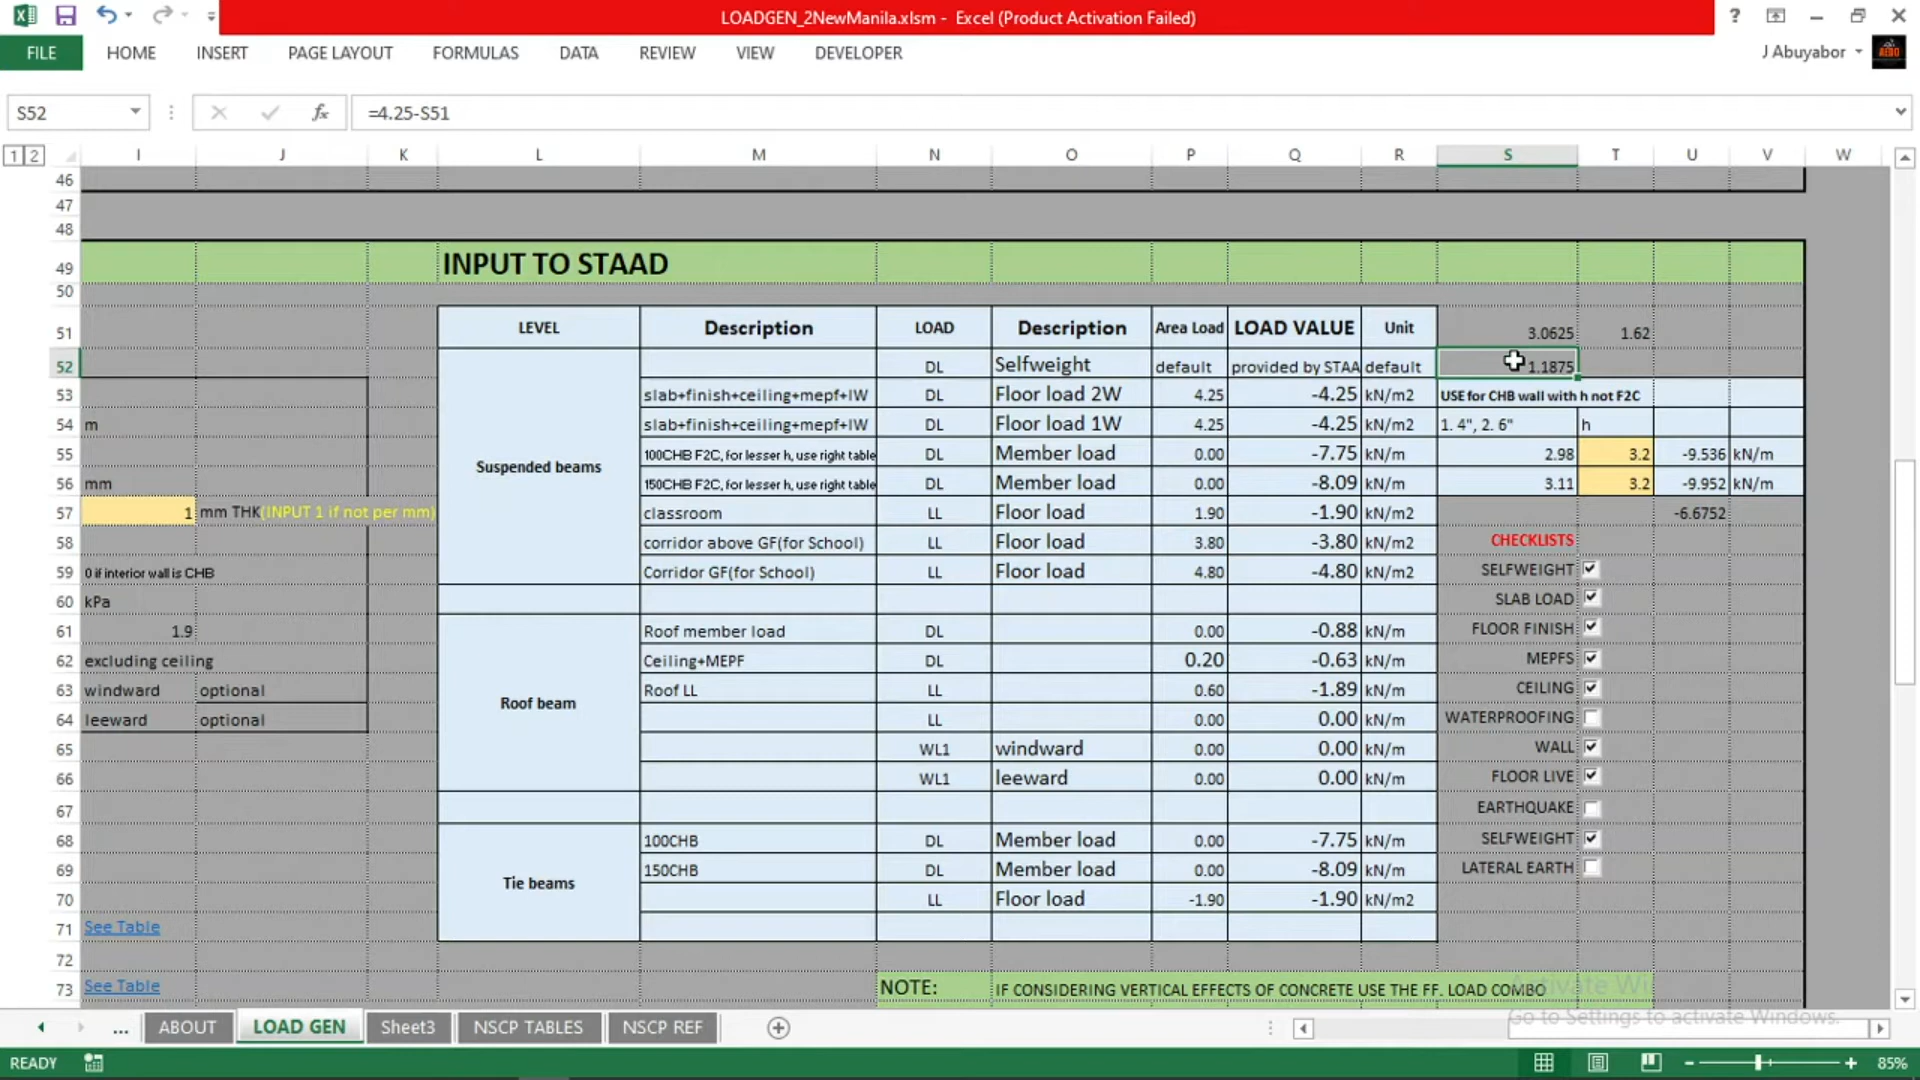 LOADGEN_2NewManila.xlsm - Excel (Product Activation Failed)
?
FILE HOME INSERT PAGE LAYOUT FORMULAS DATA REVIEW VIEW DEVELOPER J Abuyabor
S52 fx =4.25-S51
1 2 I J K L M N O P Q R S T U V W
46
47
48
49 INPUT TO STAAD
50
51 LEVEL Description LOAD Description Area Load LOAD VALUE Unit 3.0625 1.62
52 DL Selfweight default provided by STAA default 1.1875
53 slab+finish+ceiling+mepf+IW DL Floor load 2W 4.25 -4.25 kN/m2 USE for CHB wall with h not F2C
54 m slab+finish+ceiling+mepf+IW DL Floor load 1W 4.25 -4.25 kN/m2 1. 4", 2. 6" h
55 100CHB F2C, for lesser h, use right table DL Member load 0.00 -7.75 kN/m 2.98 3.2 -9.536 kN/m
Suspended beams
56 mm 150CHB F2C, for lesser h, use right table DL Member load 0.00 -8.09 kN/m 3.11 3.2 -9.952 kN/m
57 1 mm THK(INPUT 1 if not per mm) classroom LL Floor load 1.90 -1.90 kN/m2 -6.6752
58 corridor above GF(for School) LL Floor load 3.80 -3.80 kN/m2 CHECKLISTS
59 0 if interior wall is CHB Corridor GF(for School) LL Floor load 4.80 -4.80 kN/m2 SELFWEIGHT
60 kPa SLAB LOAD
61 1.9 Roof member load DL 0.00 -0.88 kN/m FLOOR FINISH
62 excluding ceiling Ceiling+MEPF DL 0.20 -0.63 kN/m MEPFS
63 windward optional Roof LL LL 0.60 -1.89 kN/m CEILING
Roof beam
64 leeward optional LL 0.00 0.00 kN/m WATERPROOFING
65 WL1 windward 0.00 0.00 kN/m WALL
66 WL1 leeward 0.00 0.00 kN/m FLOOR LIVE
67 EARTHQUAKE
68 100CHB DL Member load 0.00 -7.75 kN/m SELFWEIGHT
69 150CHB DL Member load 0.00 -8.09 kN/m LATERAL EARTH
Tie beams
70 LL Floor load -1.90 -1.90 kN/m2
71 See Table
72
73 See Table NOTE: IF CONSIDERING VERTICAL EFFECTS OF CONCRETE USE THE FF. LOAD COMBO
Activate Wi
Go to Settings to activate Windows.
... ABOUT LOAD GEN Sheet3 NSCP TABLES NSCP REF
READY 85%